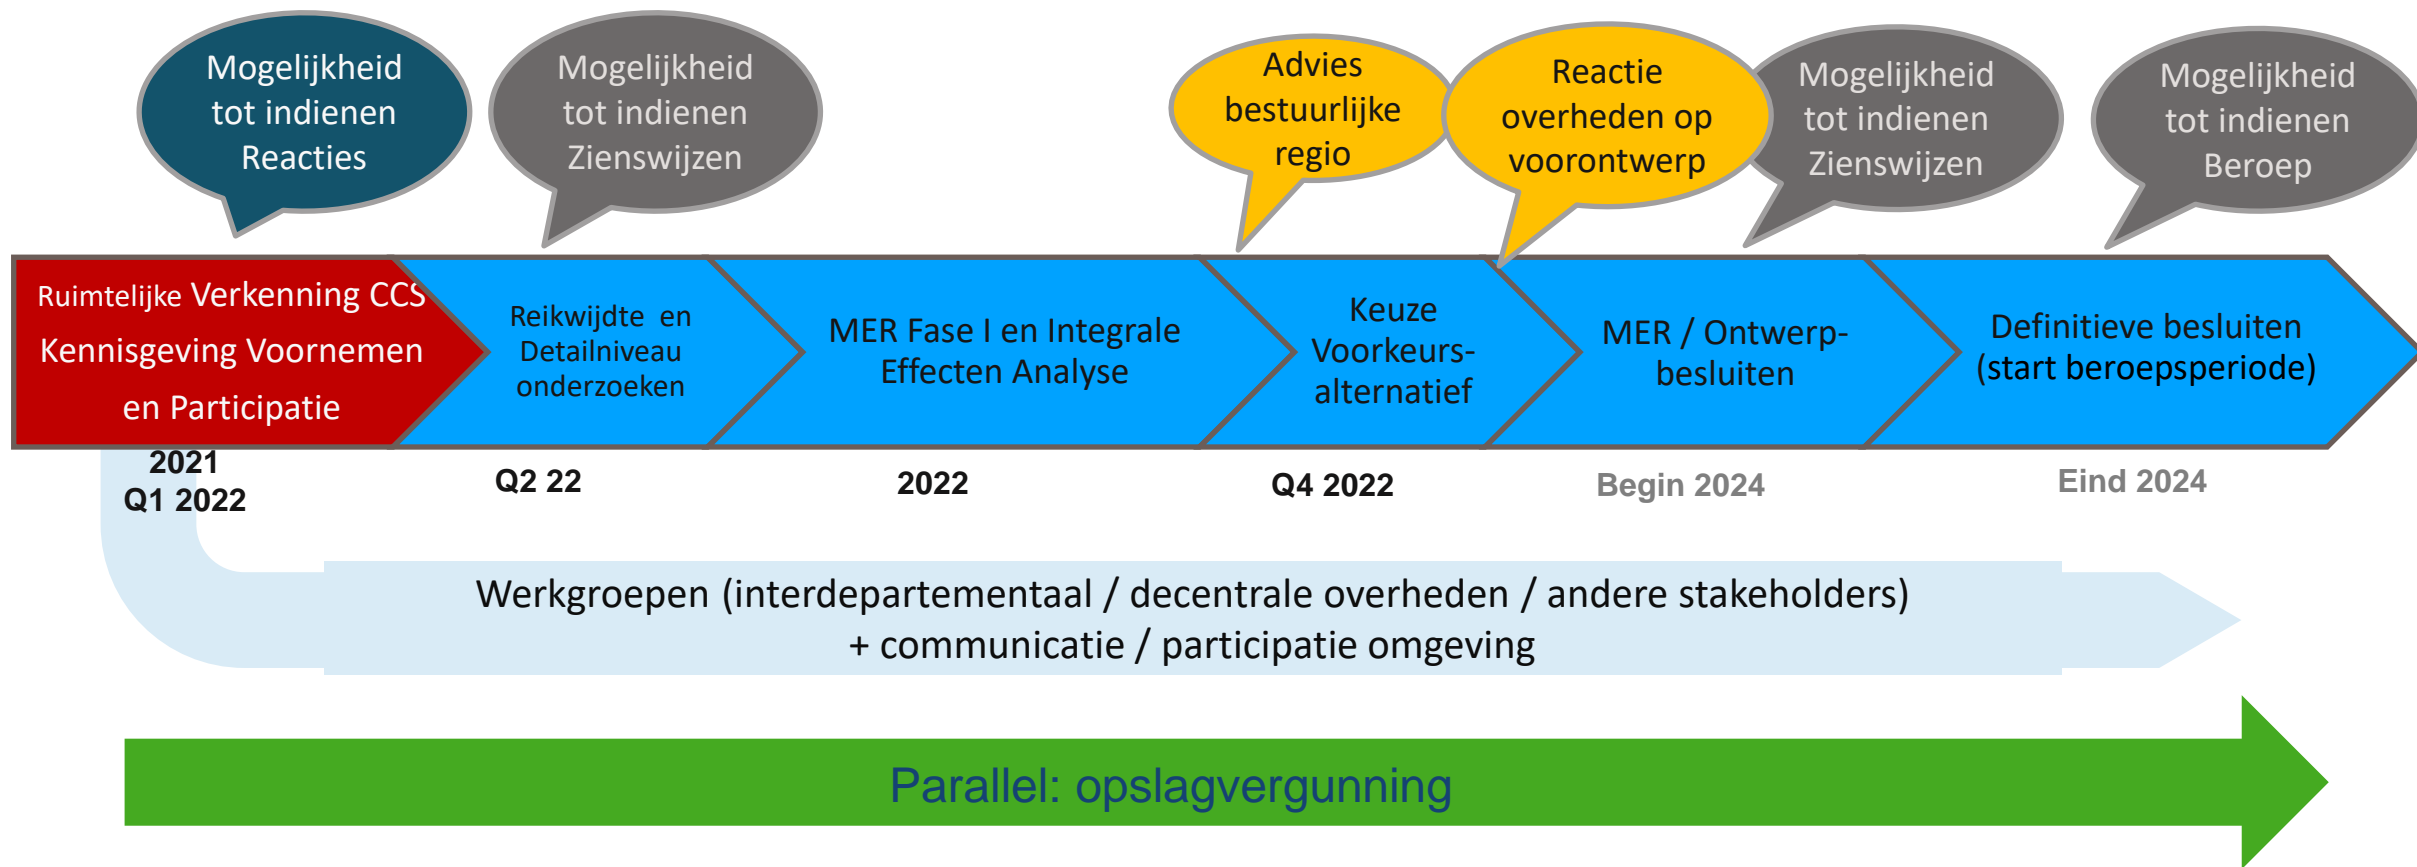 Mogelijkheid
tot indienen
Reacties
Mogelijkheid
tot indienen
Zienswijzen
Advies
bestuurlijke
regio
Reactie
overheden op
voorontwerp
Mogelijkheid
tot indienen
Zienswijzen
Mogelijkheid
tot indienen
Beroep
Ruimtelijke Verkenning CCS
Kennisgeving Voornemen
en Participatie
Reikwijdte en
Detailniveau
onderzoeken
MER Fase I en Integrale
Effecten Analyse
Keuze
Voorkeurs-
alternatief
MER / Ontwerp-
besluiten
Definitieve besluiten
(start beroepsperiode)
2021
Q1 2022
Q2 22
2022
Q4 2022
Begin 2024
Eind 2024
Werkgroepen (interdepartementaal / decentrale overheden / andere stakeholders)
+ communicatie / participatie omgeving
Parallel: opslagvergunning